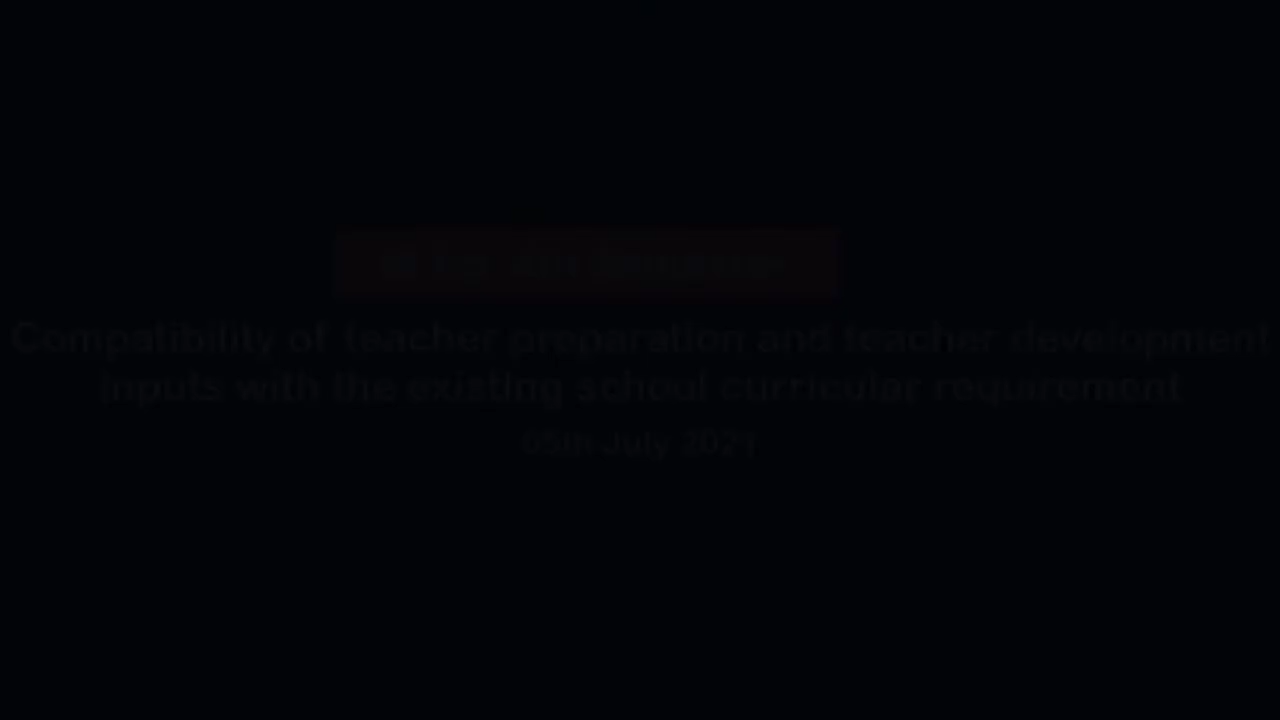 Compatibility of teacher preparation and teacher development
inputs with the existing school curricular requirement
05th July 2021